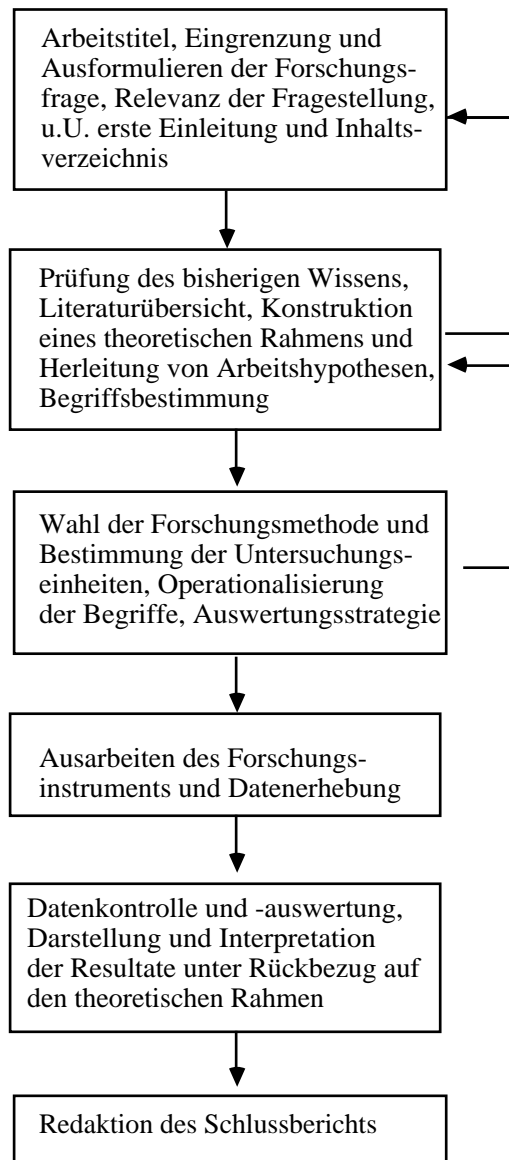 Arbeitstitel, Eingrenzung und
Ausformulieren der Forschungs-
frage, Relevanz der Fragestellung,
u.U. erste Einleitung und Inhalts-
verzeichnis
Prüfung des bisherigen Wissens,
Literaturübersicht, Konstruktion
eines theoretischen Rahmens und
Herleitung von Arbeitshypothesen,
Begriffsbestimmung
Wahl der Forschungsmethode und
Bestimmung der Untersuchungs-
einheiten, Operationalisierung
der Begriffe, Auswertungsstrategie
Ausarbeiten des Forschungs-
instruments und Datenerhebung
Datenkontrolle und -auswertung,
Darstellung und Interpretation
der Resultate unter Rückbezug auf
den theoretischen Rahmen
Redaktion des Schlussberichts